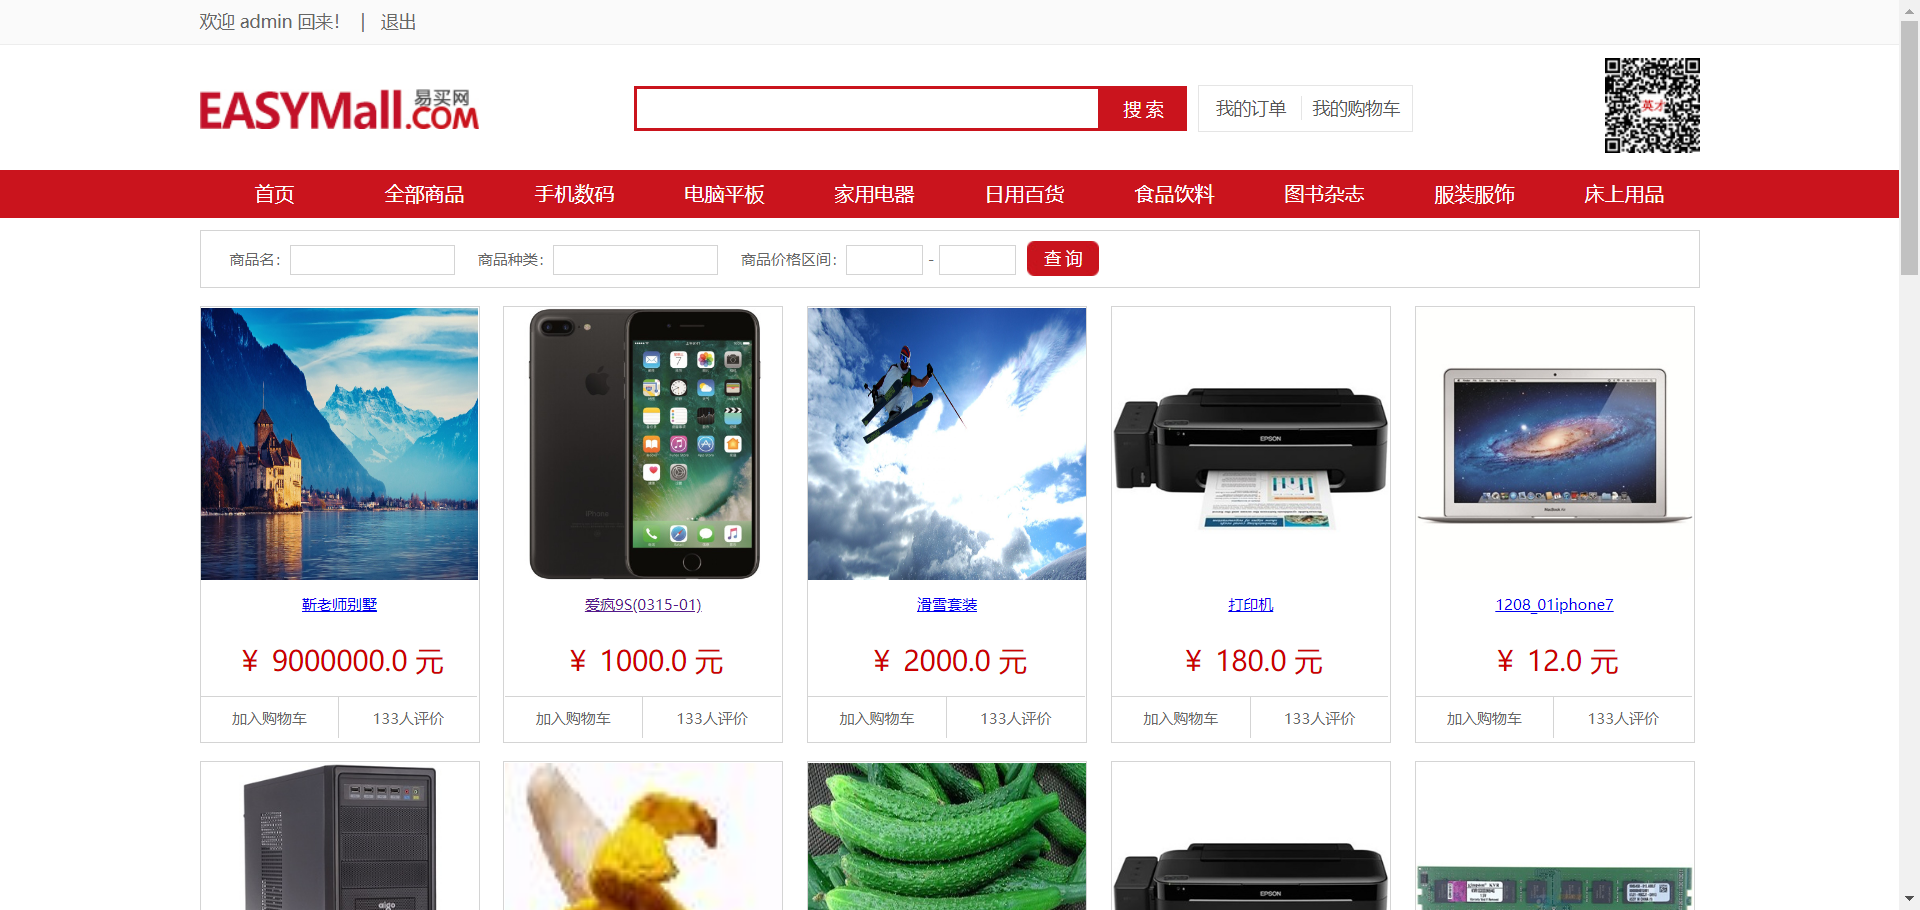 欢迎 admin 回来! | 退出
EASYMall.COM 易买网
搜索
我的订单 我的购物车
英才
首页 全部商品 手机数码 电脑平板 家用电器 日用百货 食品饮料 图书杂志 服装服饰 床上用品
商品名: 商品种类: 商品价格区间: - 查询
EPSON
iPhone
MacBook Air
靳老师别墅 爱疯9S(0315-01) 滑雪套装 打印机 1208_01iphone7
¥ 9000000.0 元 ¥ 1000.0 元 ¥ 2000.0 元 ¥ 180.0 元 ¥ 12.0 元
加入购物车 133人评价 加入购物车 133人评价 加入购物车 133人评价 加入购物车 133人评价 加入购物车 133人评价
aigo
EPSON